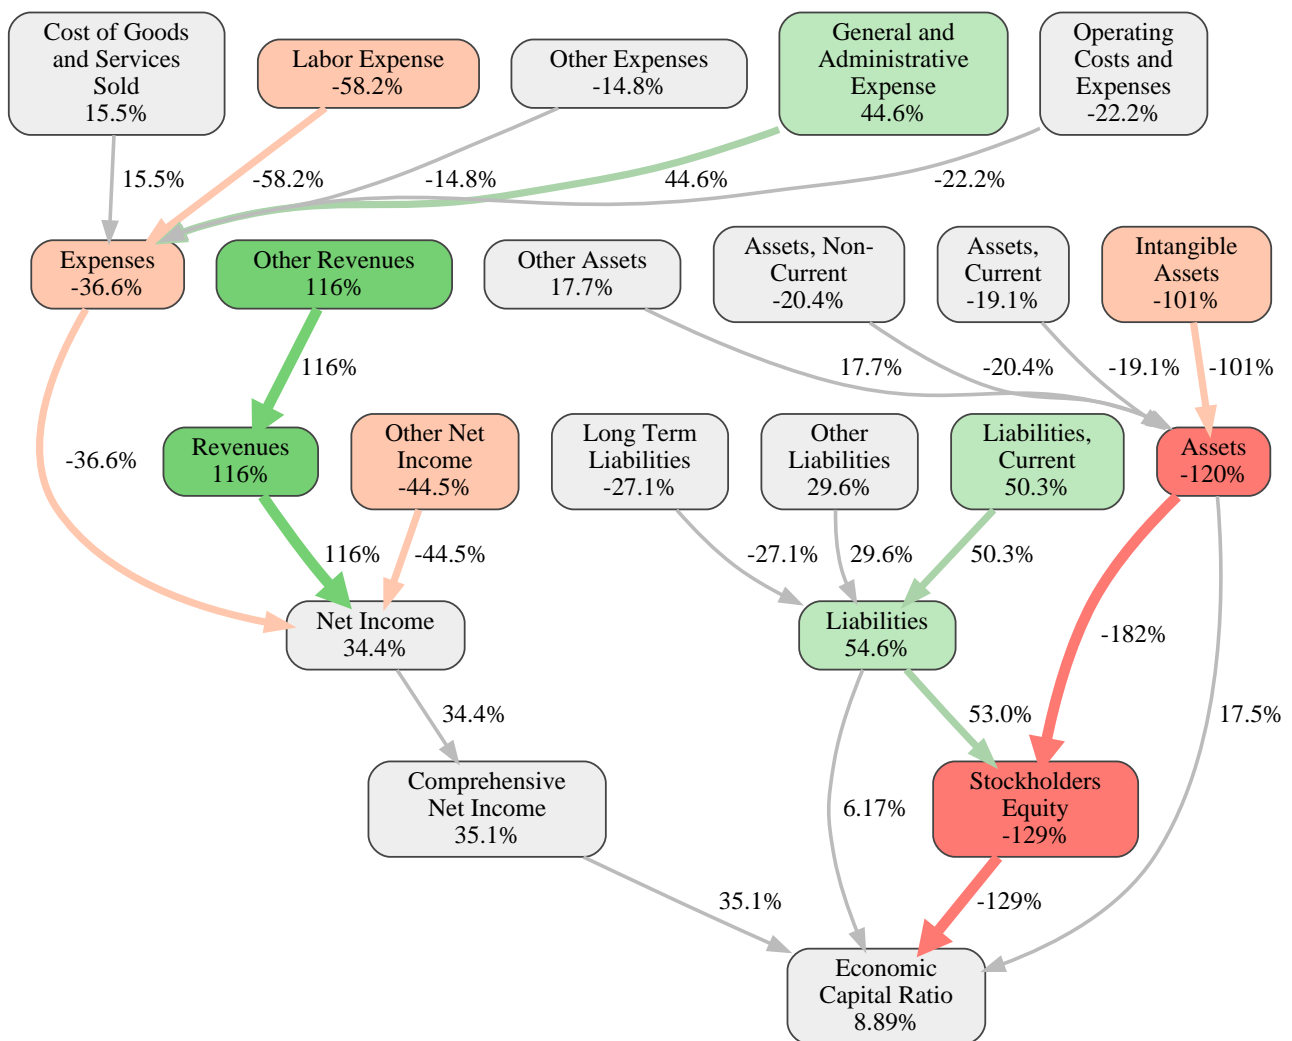 Cost of Goods
and Services
Sold
15.5%
Labor Expense
-58.2%
Other Expenses
-14.8%
General and
Administrative
Expense
44.6%
Operating
Costs and
Expenses
-22.2%
15.5%
-58.2%
-14.8%
44.6%
-22.2%
Expenses
-36.6%
Other Revenues
116%
Other Assets
17.7%
Assets, Non-
Current
-20.4%
Assets,
Current
-19.1%
Intangible
Assets
-101%
116%
17.7%
-20.4%
-19.1%
-101%
-36.6%
Revenues
116%
Other Net
Income
-44.5%
Long Term
Liabilities
-27.1%
Other
Liabilities
29.6%
Liabilities,
Current
50.3%
Assets
-120%
116%
-44.5%
-27.1%
29.6%
50.3%
Net Income
34.4%
Liabilities
54.6%
-182%
34.4%
53.0%
17.5%
Comprehensive
Net Income
35.1%
6.17%
Stockholders
Equity
-129%
35.1%
-129%
Economic
Capital Ratio
8.89%